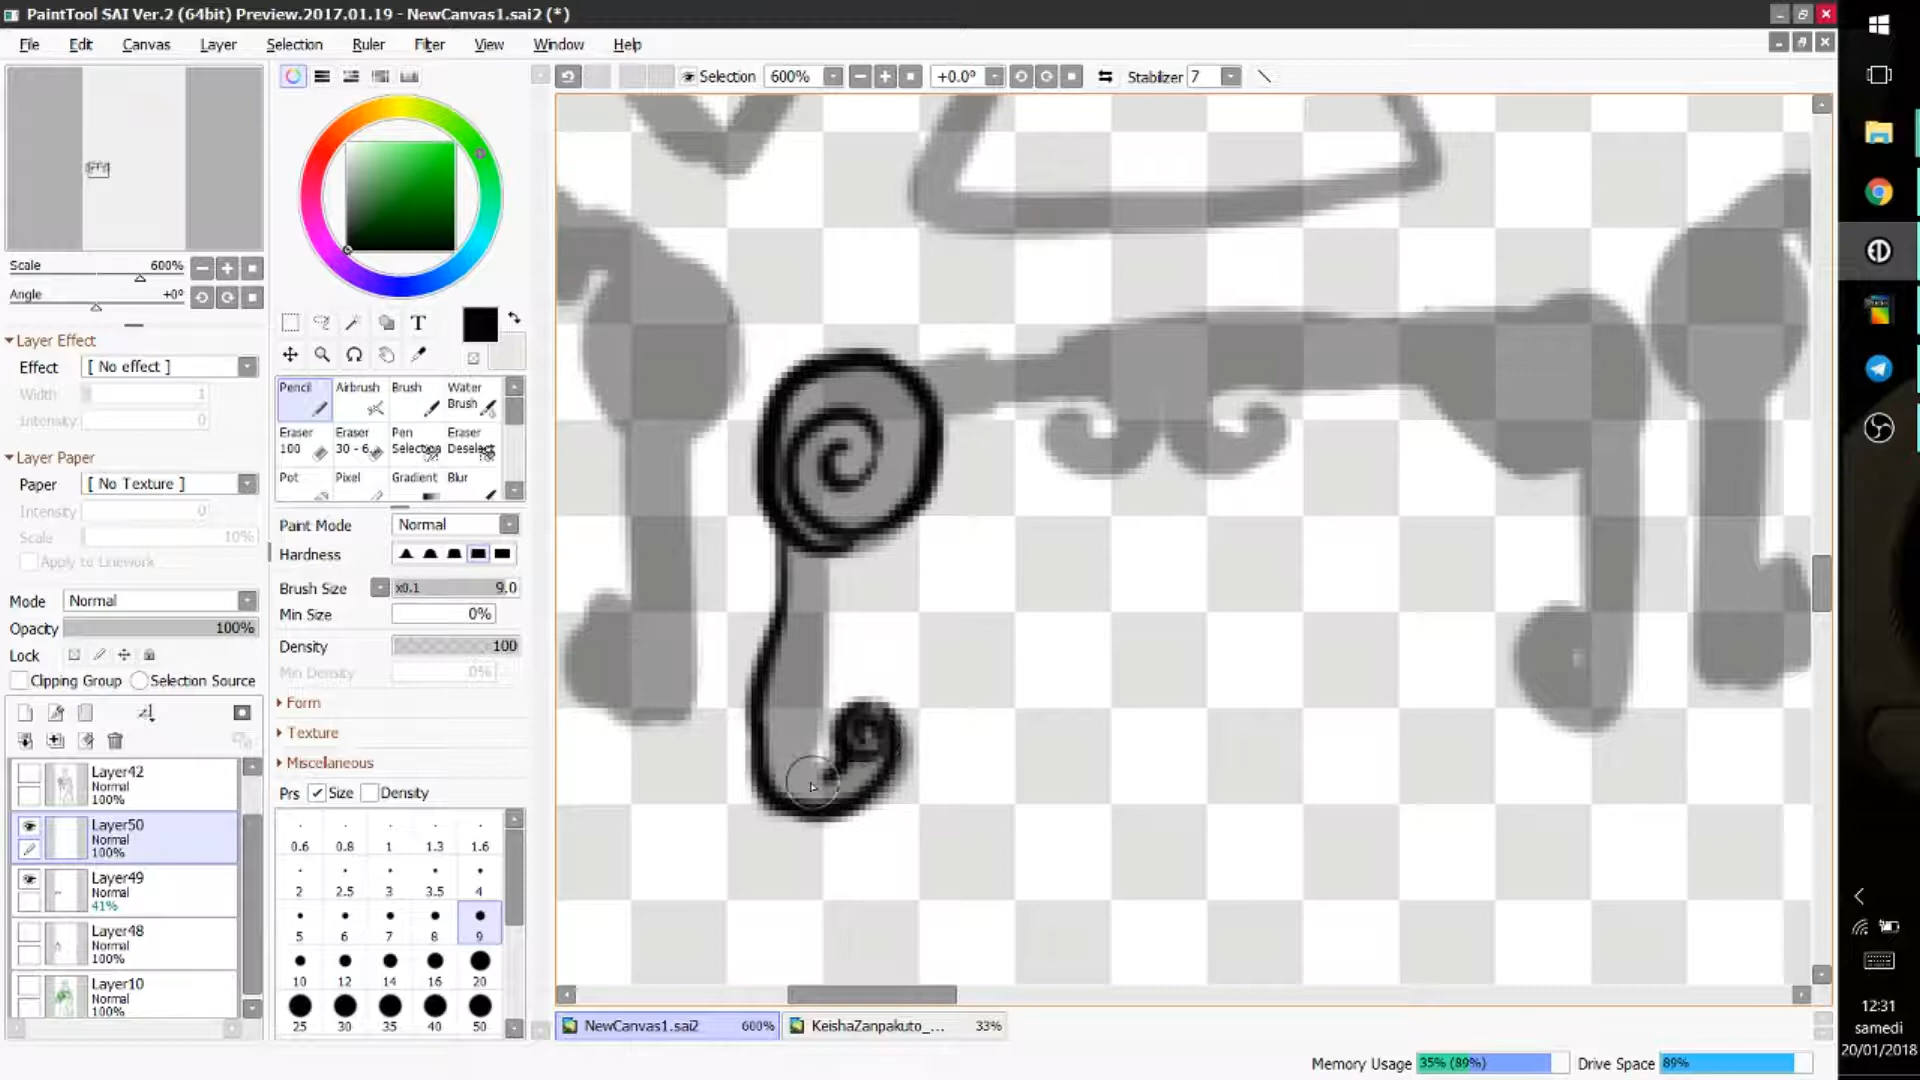 PaintTool SAI Ver.2 (64bit) Preview.2017.01.19 - NewCanvas1.sai2 (*)
File Edit Canvas Layer Selection Ruler Filter View Window Help
Selection 600% +0.0° Stabilizer 7
Scale 600%
Angle +0°
Layer Effect
Effect [ No effect ]
Width 1
Intensity 0
Layer Paper
Paper [ No Texture ]
Intensity 0
Scale 10%
Apply to Linework
Mode Normal
Opacity 100%
Lock
Clipping Group Selection Source
Layer42
Normal
100%
Layer50
Normal
100%
Layer49
Normal
41%
Layer48
Normal
100%
Layer10
Normal
100%
T
Pencil Airbrush Brush Water Brush
Eraser 100 Eraser 30 - 6 Pen Selection Eraser Deselect
Pot Pixel Gradient Blur
Paint Mode Normal
Hardness
Brush Size x0.1 9.0
Min Size 0%
Density 100
Min Density 0%
Form
Texture
Miscellaneous
Prs Size Density
0.6 0.8 1 1.3 1.6
2 2.5 3 3.5 4
5 6 7 8 9
10 12 14 16 20
25 30 35 40 50
NewCanvas1.sai2 600% KeishaZanpakuto_... 33%
Memory Usage 35% (89%) Drive Space 89%
12:31
samedi
20/01/2018